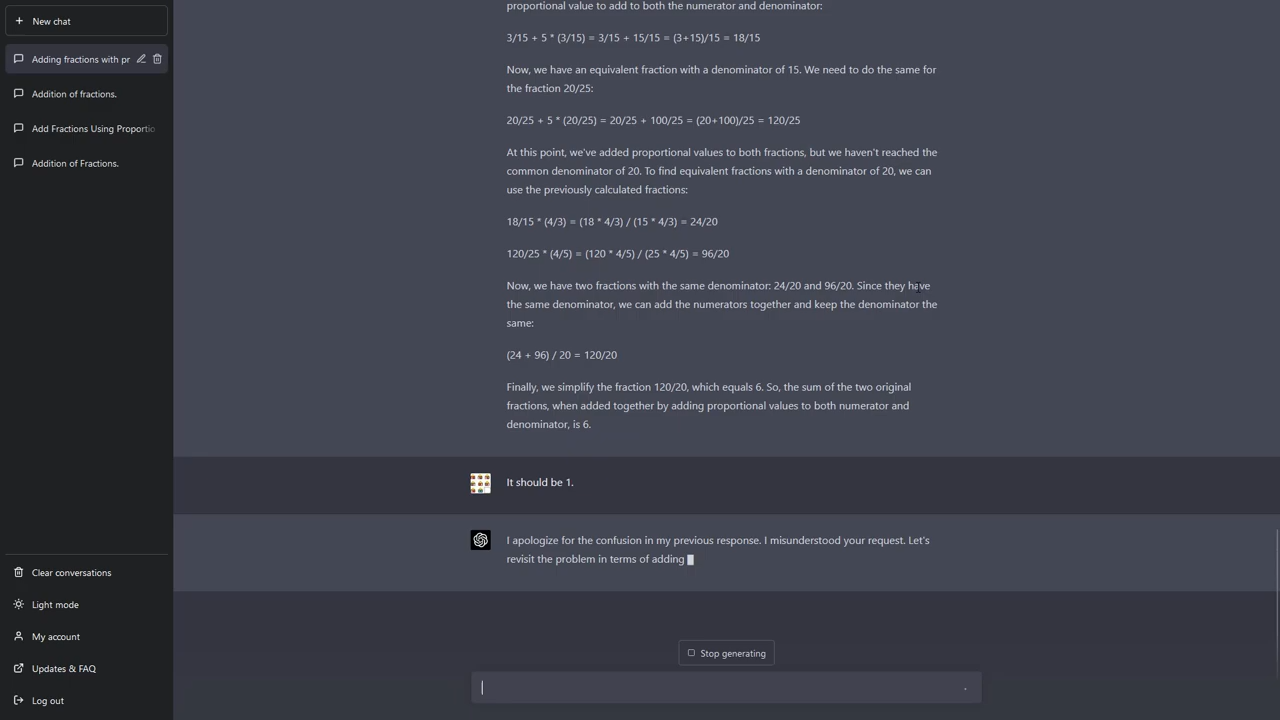 New chat
Adding fractions with pr
Addition of fractions.
Add Fractions Using Proportio
Addition of Fractions.
proportional value to add to both the numerator and denominator:
3/15 + 5 * (3/15) = 3/15 + 15/15 = (3+15)/15 = 18/15
Now, we have an equivalent fraction with a denominator of 15. We need to do the same for
the fraction 20/25:
20/25 + 5 * (20/25) = 20/25 + 100/25 = (20+100)/25 = 120/25
At this point, we've added proportional values to both fractions, but we haven't reached the
common denominator of 20. To find equivalent fractions with a denominator of 20, we can
use the previously calculated fractions:
18/15 * (4/3) = (18 * 4/3) / (15 * 4/3) = 24/20
120/25 * (4/5) = (120 * 4/5) / (25 * 4/5) = 96/20
Now, we have two fractions with the same denominator: 24/20 and 96/20. Since they have
the same denominator, we can add the numerators together and keep the denominator the
same:
(24 + 96) / 20 = 120/20
Finally, we simplify the fraction 120/20, which equals 6. So, the sum of the two original
fractions, when added together by adding proportional values to both numerator and
denominator, is 6.
It should be 1.
I apologize for the confusion in my previous response. I misunderstood your request. Let's
revisit the problem in terms of adding
Stop generating
Clear conversations
Light mode
My account
Updates & FAQ
Log out